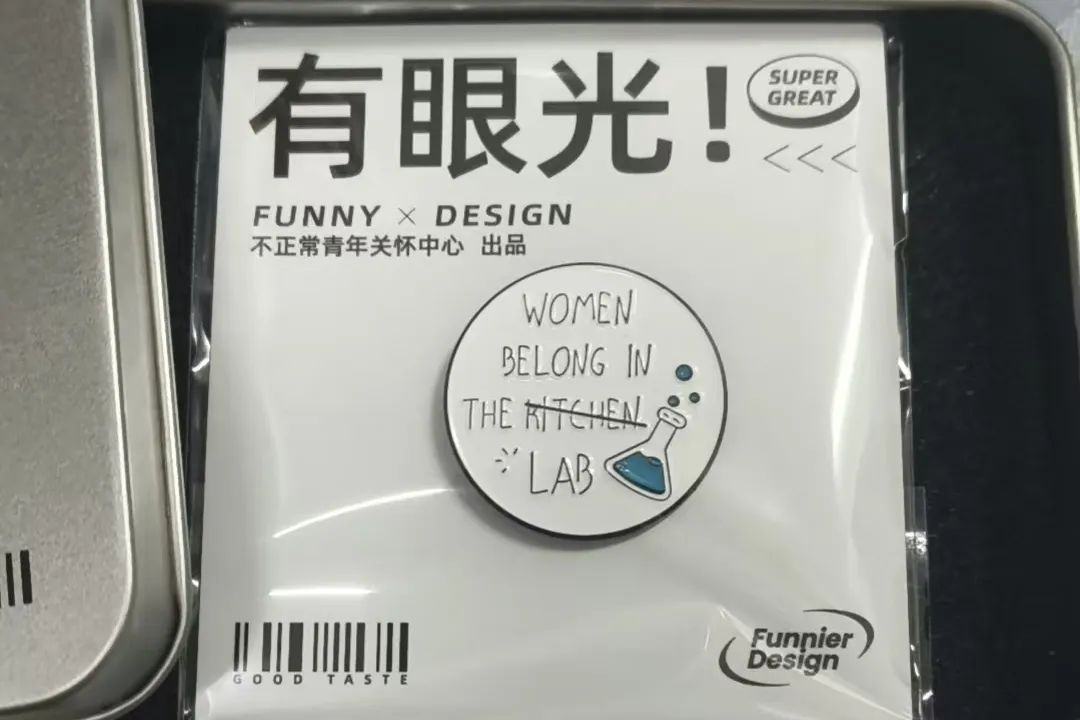 有眼光!
SUPER
GREAT
<<<
FUNNY × DESIGN
不正常青年关怀中心 出品
WOMEN
BELONG IN
THE KITCHEN
LAB
GOOD TASTE
Funnier
Design